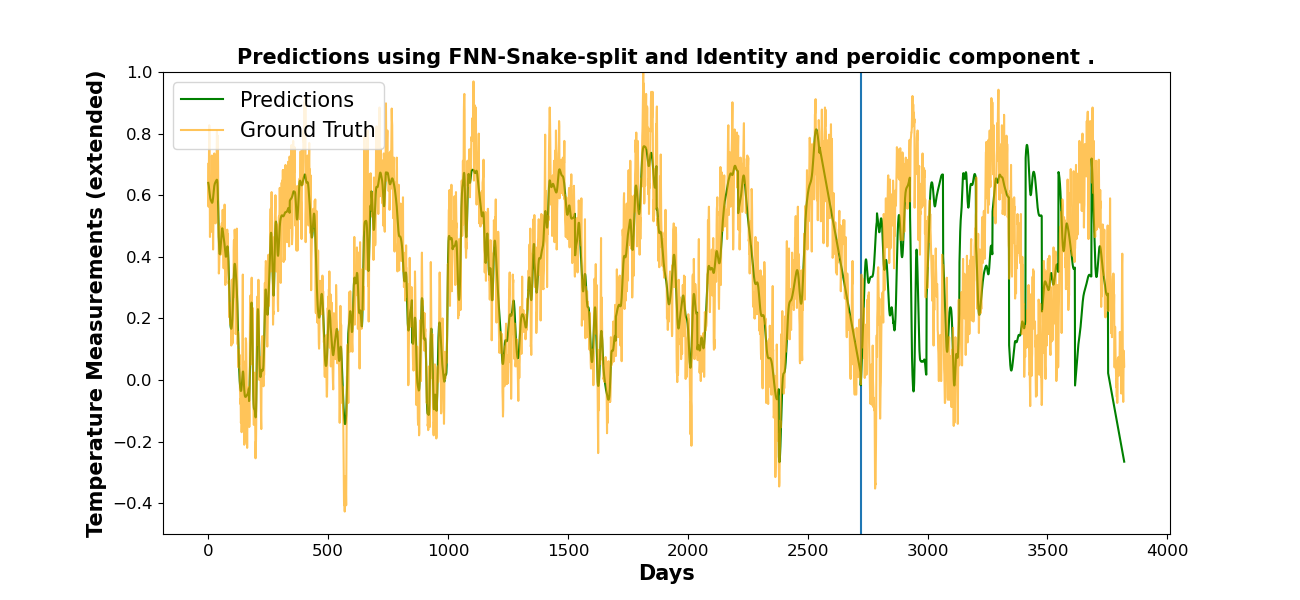 Predictions using FNN-Snake-split and Identity and peroidic component .
Predictions
Ground Truth
Temperature Measurements (extended)
1.0
0.8
0.6
0.4
0.2
0.0
−0.2
−0.4
0 500 1000 1500 2000 2500 3000 3500 4000
Days